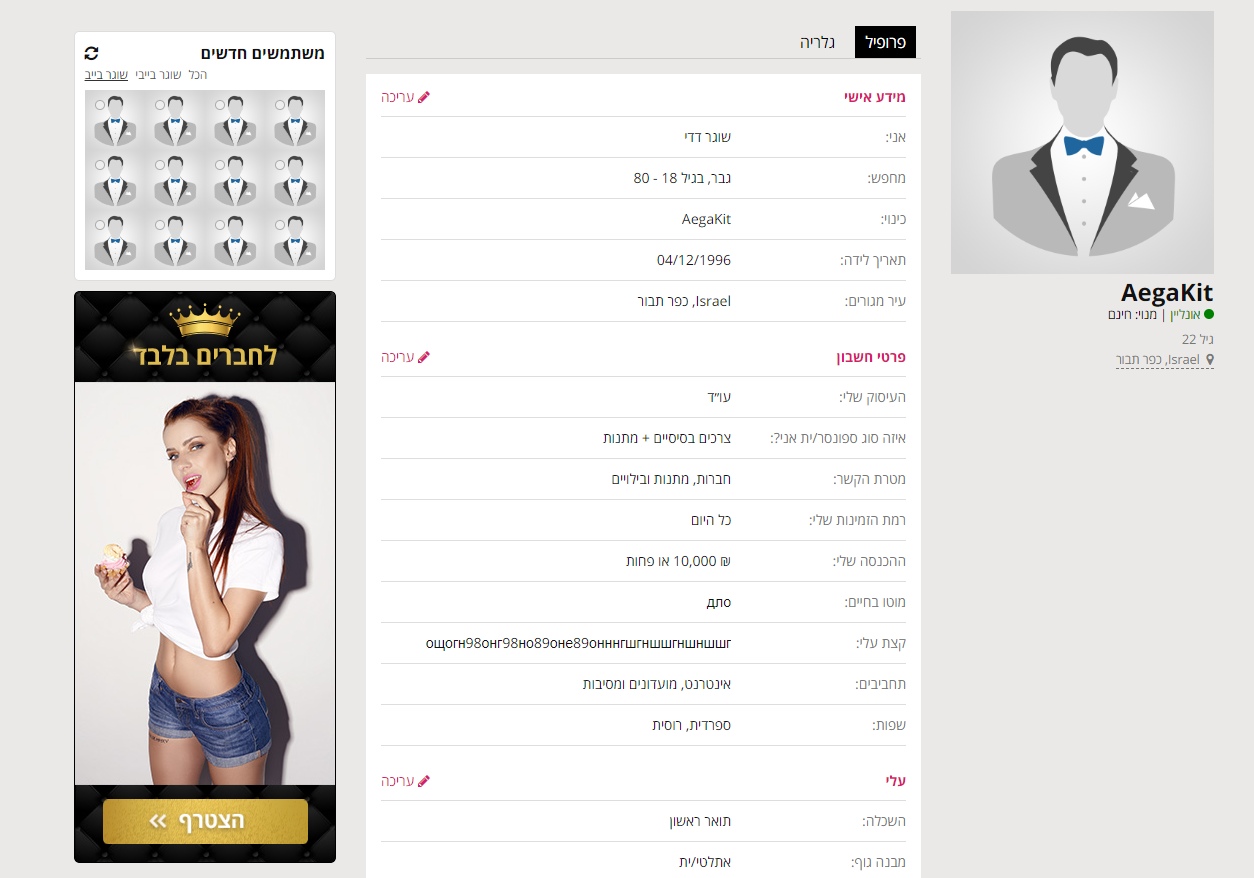 פרופיל
גלריה
מידע אישי
עריכה
אני: שוגר דדי
מחפש: גבר, בגיל 18 - 80
כינוי: AegaKit
תאריך לידה: 04/12/1996
עיר מגורים: Israel, כפר תבור
פרטי חשבון
עריכה
העיסוק שלי: עו״ד
איזה סוג ספונסר/ית אני?: צרכים בסיסיים + מתנות
מטרת הקשר: חברות, מתנות ובילויים
רמת הזמינות שלי: כל היום
ההכנסה שלי: ₪ 10,000 או פחות
מוטו בחיים: олд
קצת עלי: ощогн98онг98но89оне89онннгшгншшгншншшг
תחביבים: אינטרנט, מועדונים ומסיבות
שפות: ספרדית, רוסית
עלי
עריכה
השכלה: תואר ראשון
מבנה גוף: אתלטי/ת
AegaKit
אונליין | מנוי: חינם
גיל 22
Israel, כפר תבור
משתמשים חדשים
הכל שוגר בייבי שוגר בייב
לחברים בלבד
הצטרף »